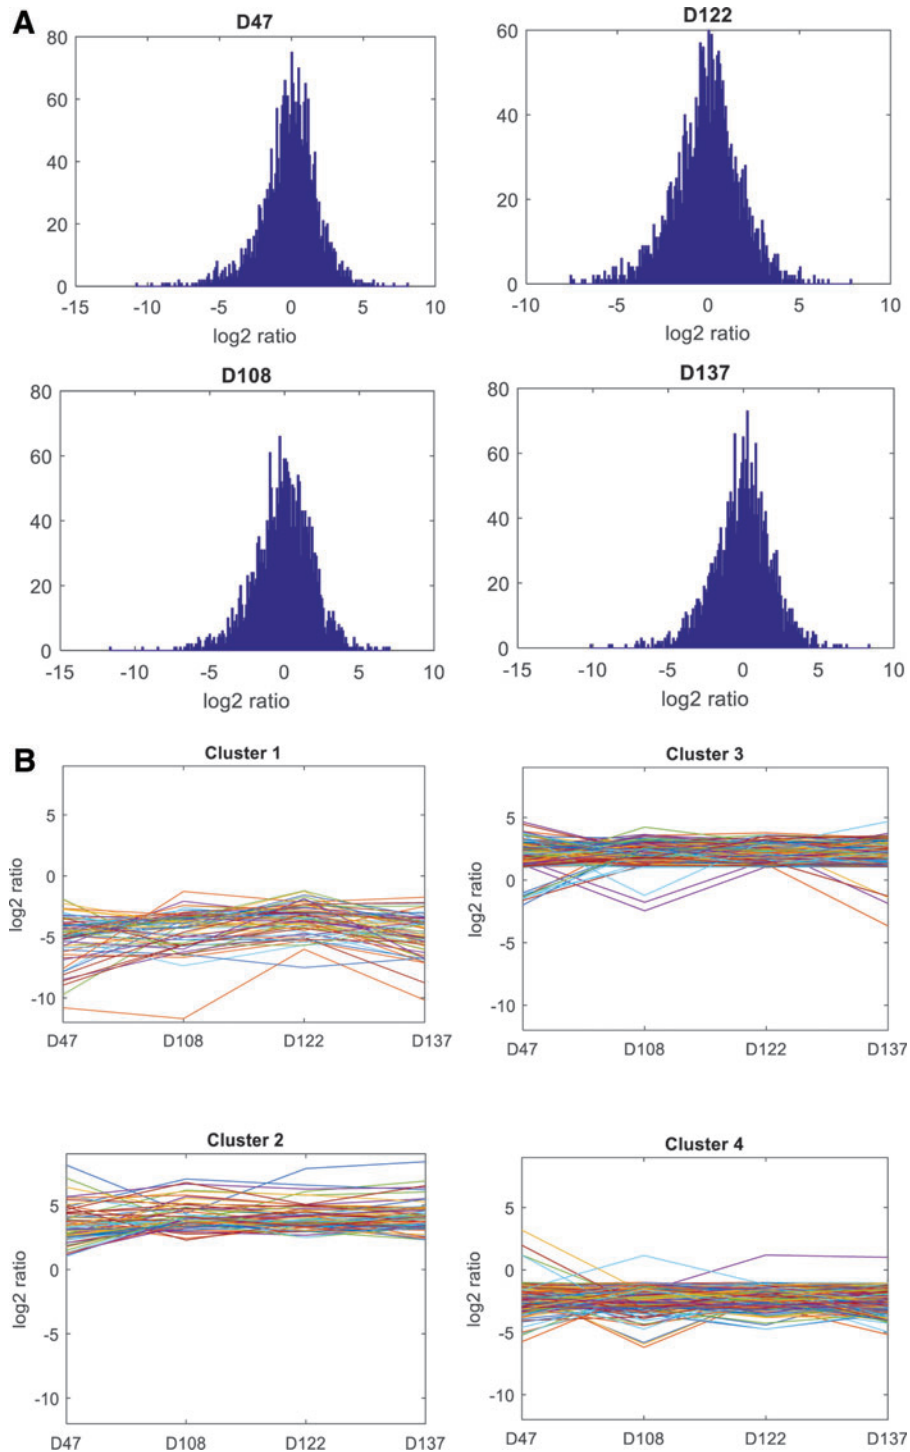 A
D47
80
60
40
20
0
-15 -10 -5 0 5 10
log2 ratio
D122
60
40
20
0
-10 -5 0 5 10
log2 ratio
D108
80
60
40
20
0
-15 -10 -5 0 5 10
log2 ratio
D137
80
60
40
20
0
-15 -10 -5 0 5 10
log2 ratio
B
Cluster 1
log2 ratio
5
0
-5
-10
D47 D108 D122 D137
Cluster 3
log2 ratio
5
0
-5
-10
D47 D108 D122 D137
Cluster 2
log2 ratio
5
0
-5
-10
D47 D108 D122 D137
Cluster 4
log2 ratio
5
0
-5
-10
D47 D108 D122 D137